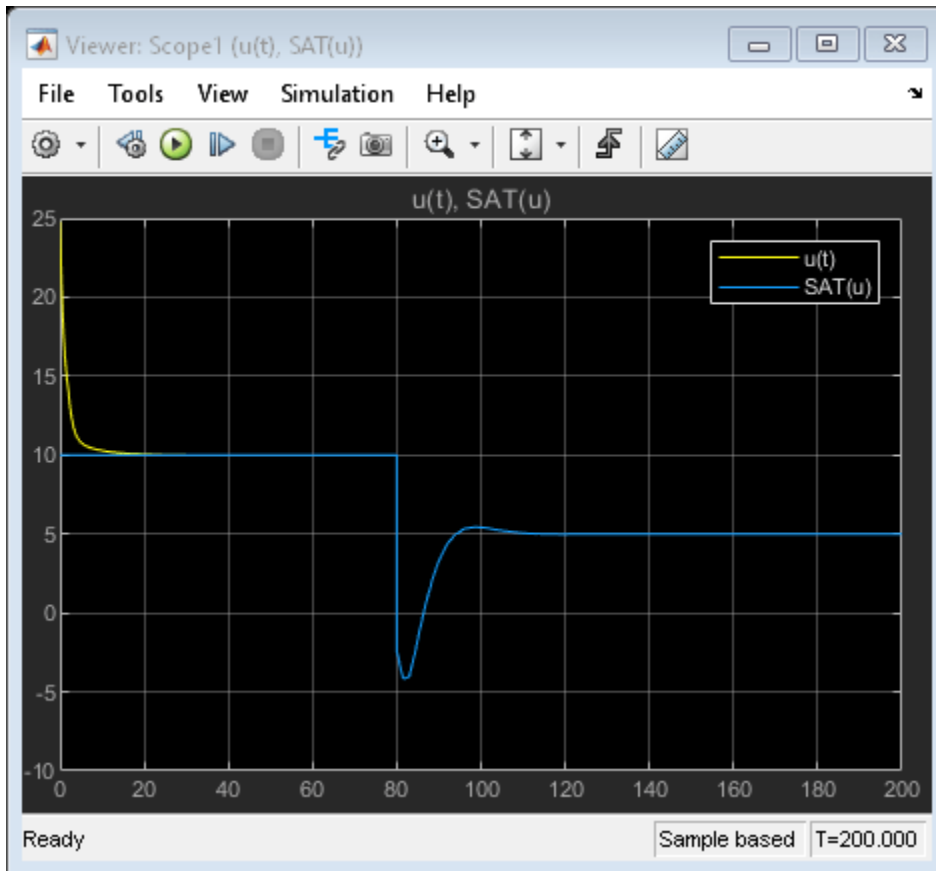 Viewer: Scope1 (u(t), SAT(u))
File Tools View Simulation Help
u(t), SAT(u)
25
20
15
10
5
0
-5
-10
u(t)
SAT(u)
0 20 40 60 80 100 120 140 160 180 200
Ready
Sample based T=200.000